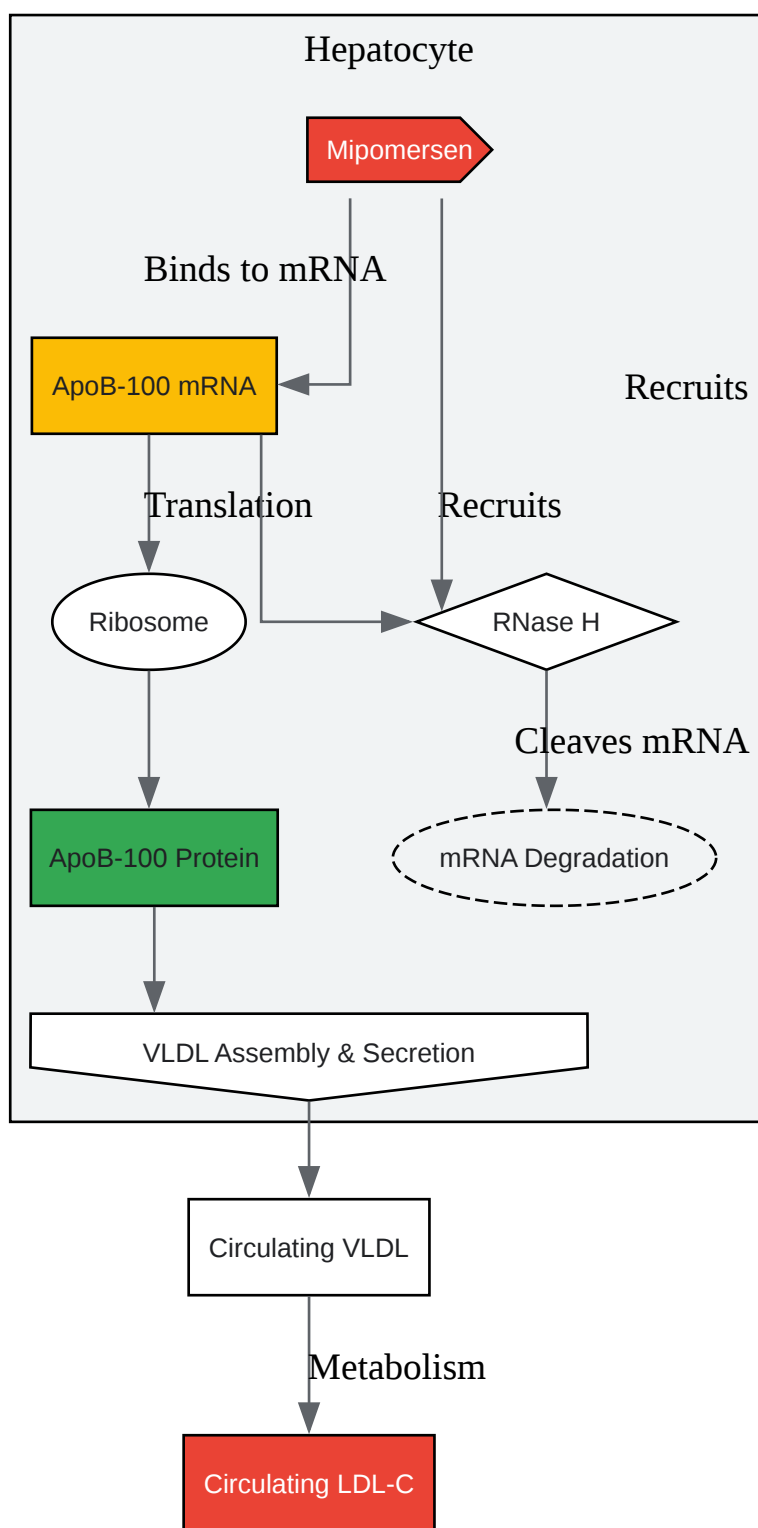 Hepatocyte
Mipomersen
Binds to mRNA
ApoB-100 mRNA
Recruits
Translation
Recruits
Ribosome
RNase H
Cleaves mRNA
ApoB-100 Protein
mRNA Degradation
VLDL Assembly & Secretion
Circulating VLDL
Metabolism
Circulating LDL-C